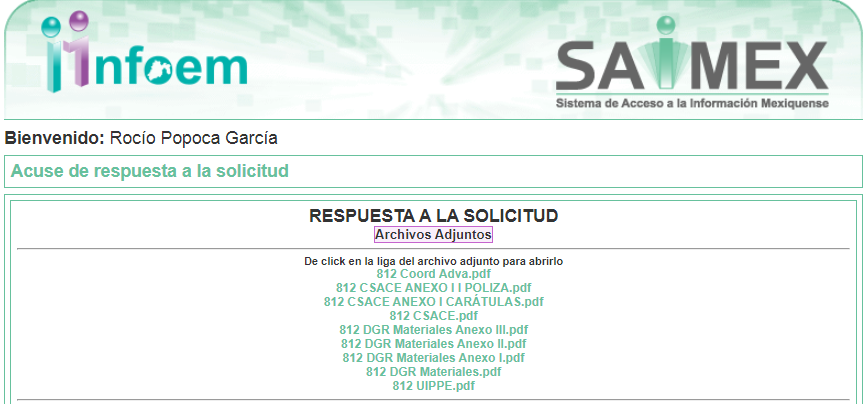 infoem
SAIMEX
Sistema de Acceso a la Información Mexiquense
Bienvenido: Rocío Popoca García
Acuse de respuesta a la solicitud
RESPUESTA A LA SOLICITUD
Archivos Adjuntos
De click en la liga del archivo adjunto para abrirlo
812 Coord Adva.pdf
812 CSACE ANEXO I I POLIZA.pdf
812 CSACE ANEXO I CARÁTULAS.pdf
812 CSACE.pdf
812 DGR Materiales Anexo III.pdf
812 DGR Materiales Anexo II.pdf
812 DGR Materiales Anexo I.pdf
812 DGR Materiales.pdf
812 UIPPE.pdf